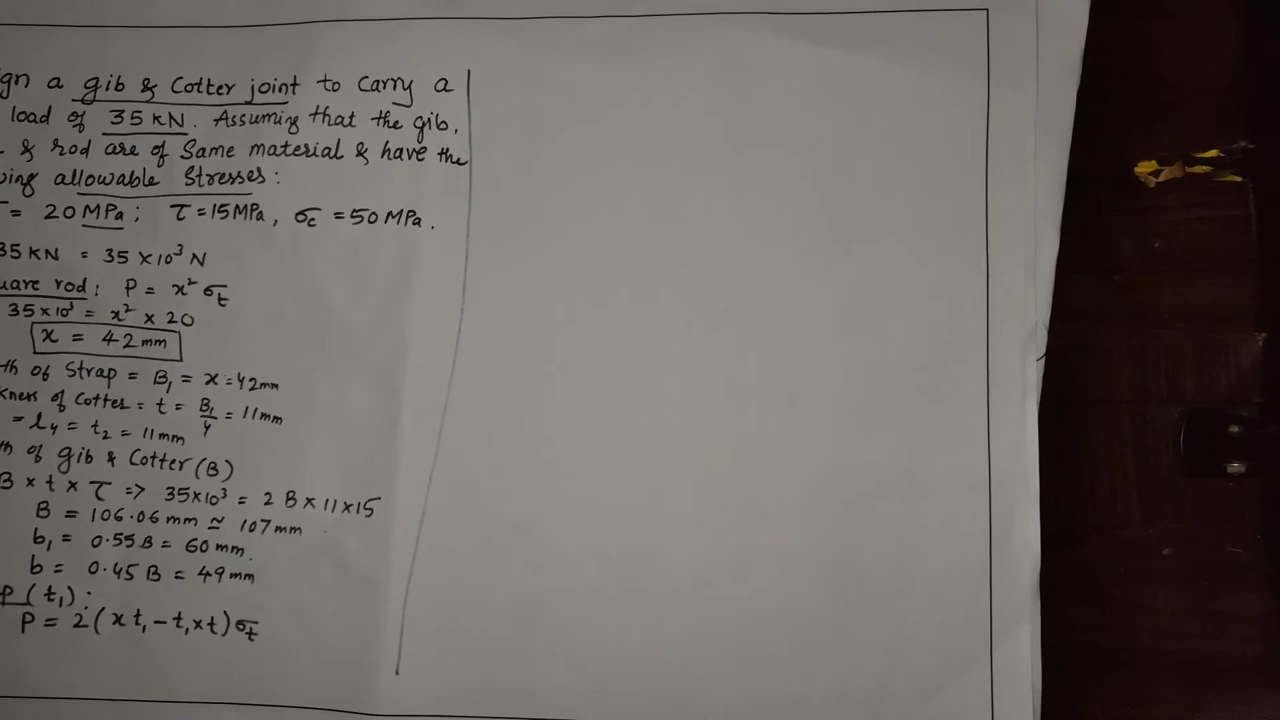 gn a gib & Cotter joint to carry a
load of 35 KN. Assuming that the gib,
& rod are of Same material & have the
wing allowable Stresses:
= 20 MPa; τ = 15 MPa, σc = 50 MPa.
35 KN = 35 × 10³ N
uare rod: P = x² σt
35×10³ = x² × 20
x = 42 mm
th of Strap = B₁ = x = 42 mm
kness of Cotter = t = B₁/4 = 11 mm
= l₄ = t₂ = 11 mm
th of gib & Cotter (B)
B × t × τ => 35×10³ = 2 B × 11 × 15
B = 106.06 mm ≃ 107 mm
b₁ = 0.55 B = 60 mm.
b = 0.45 B = 49 mm
p (t₁):
P = 2 (x t₁ - t₁ × t) σt